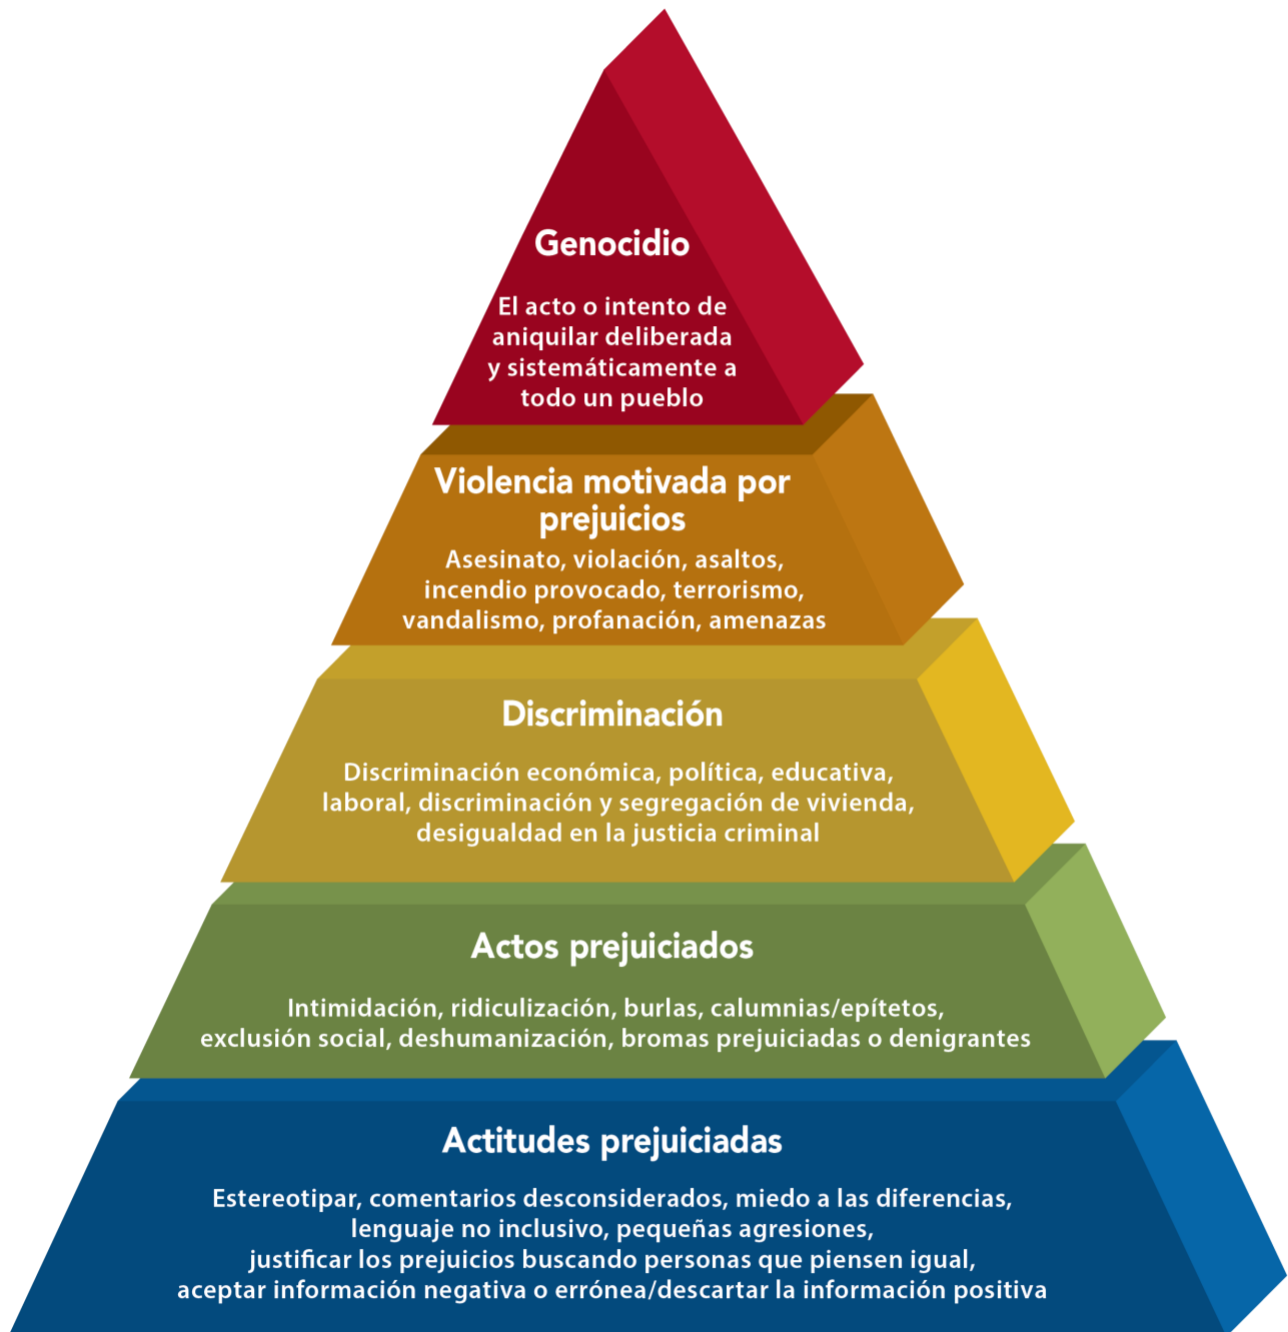 Genocidio
El acto o intento de
aniquilar deliberada
y sistemáticamente a
todo un pueblo
Violencia motivada por
prejuicios
Asesinato, violación, asaltos,
incendio provocado, terrorismo,
vandalismo, profanación, amenazas
Discriminación
Discriminación económica, política, educativa,
laboral, discriminación y segregación de vivienda,
desigualdad en la justicia criminal
Actos prejuiciados
Intimidación, ridiculización, burlas, calumnias/epítetos,
exclusión social, deshumanización, bromas prejuiciadas o denigrantes
Actitudes prejuiciadas
Estereotipar, comentarios desconsiderados, miedo a las diferencias,
lenguaje no inclusivo, pequeñas agresiones,
justificar los prejuicios buscando personas que piensen igual,
aceptar información negativa o errónea/descartar la información positiva